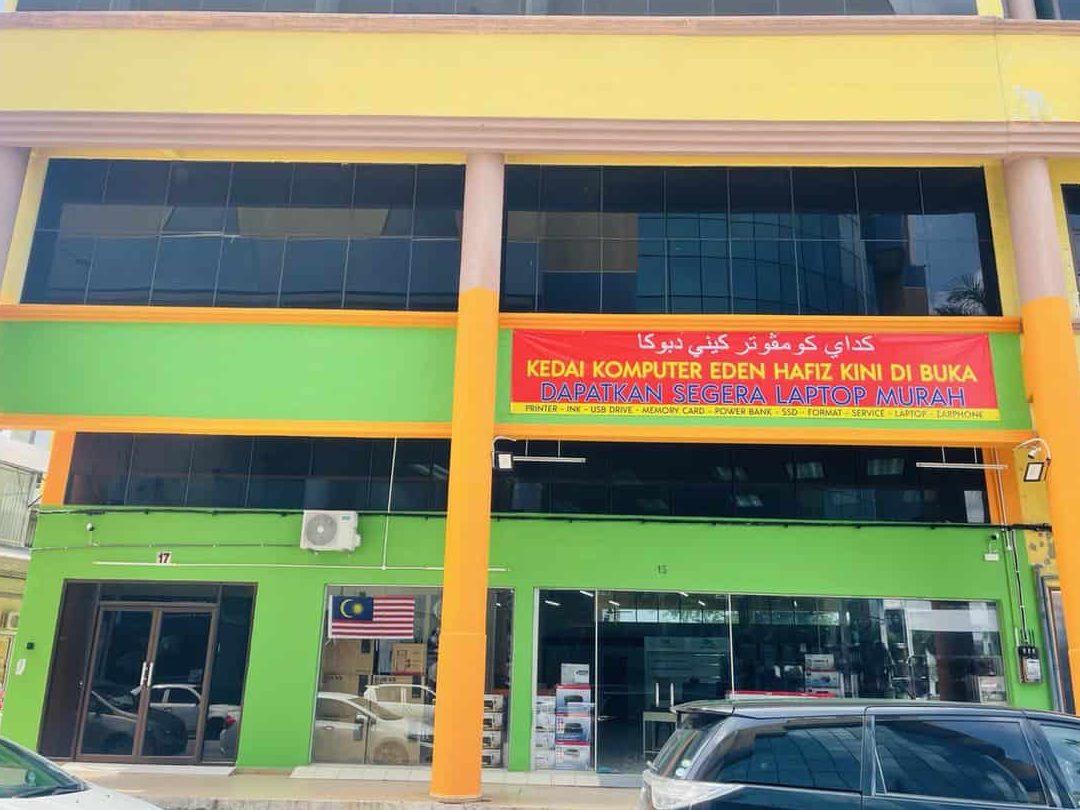 كداي كومڤوتر كيني دبوكا
KEDAI KOMPUTER EDEN HAFIZ KINI DI BUKA
DAPATKAN SEGERA LAPTOP MURAH
PRINTER - INK - USB DRIVE - MEMORY CARD - POWER BANK - SSD - FORMAT - SERVICE - LAPTOP - EARPHONE
17
15